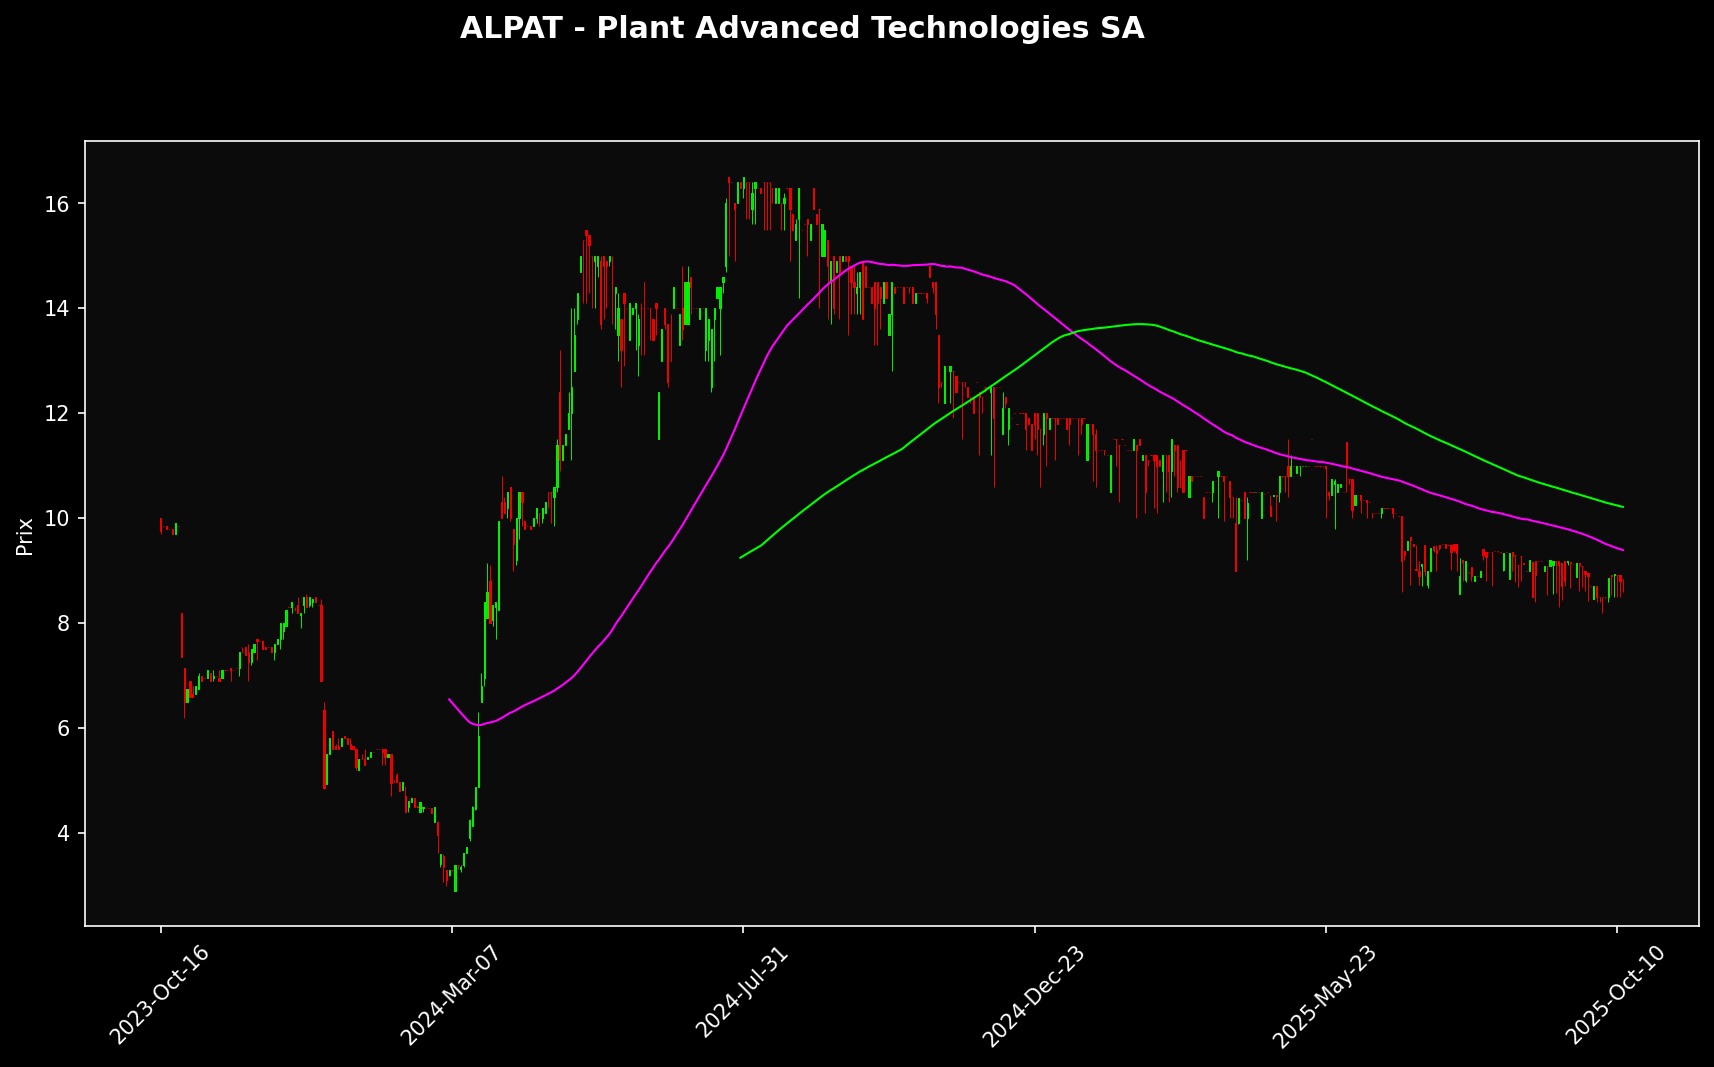 ALPAT - Plant Advanced Technologies SA
Prix
16
14
12
10
8
6
4
2023-Oct-16
2024-Mar-07
2024-Jul-31
2024-Dec-23
2025-May-23
2025-Oct-10